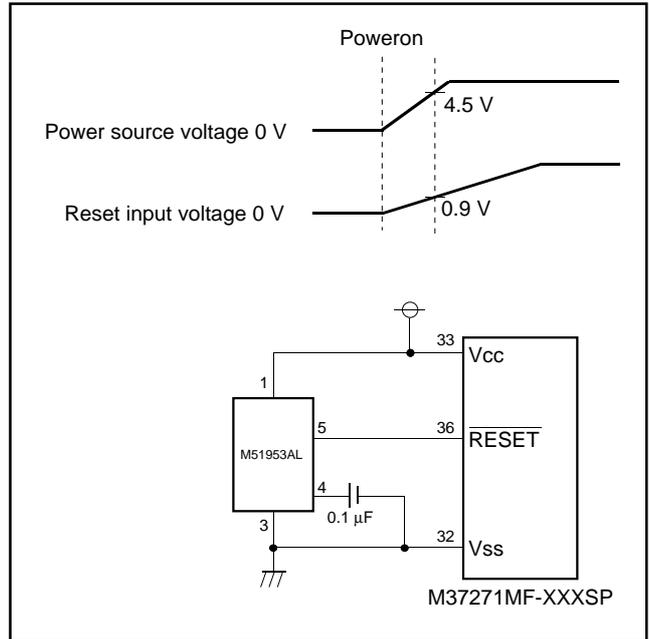 Poweron
4.5 V
Power source voltage 0 V
0.9 V
Reset input voltage 0 V
33
Vcc
1
5
36
RESET
M51953AL
4
0.1 μF
3
32
Vss
M37271MF-XXXSP